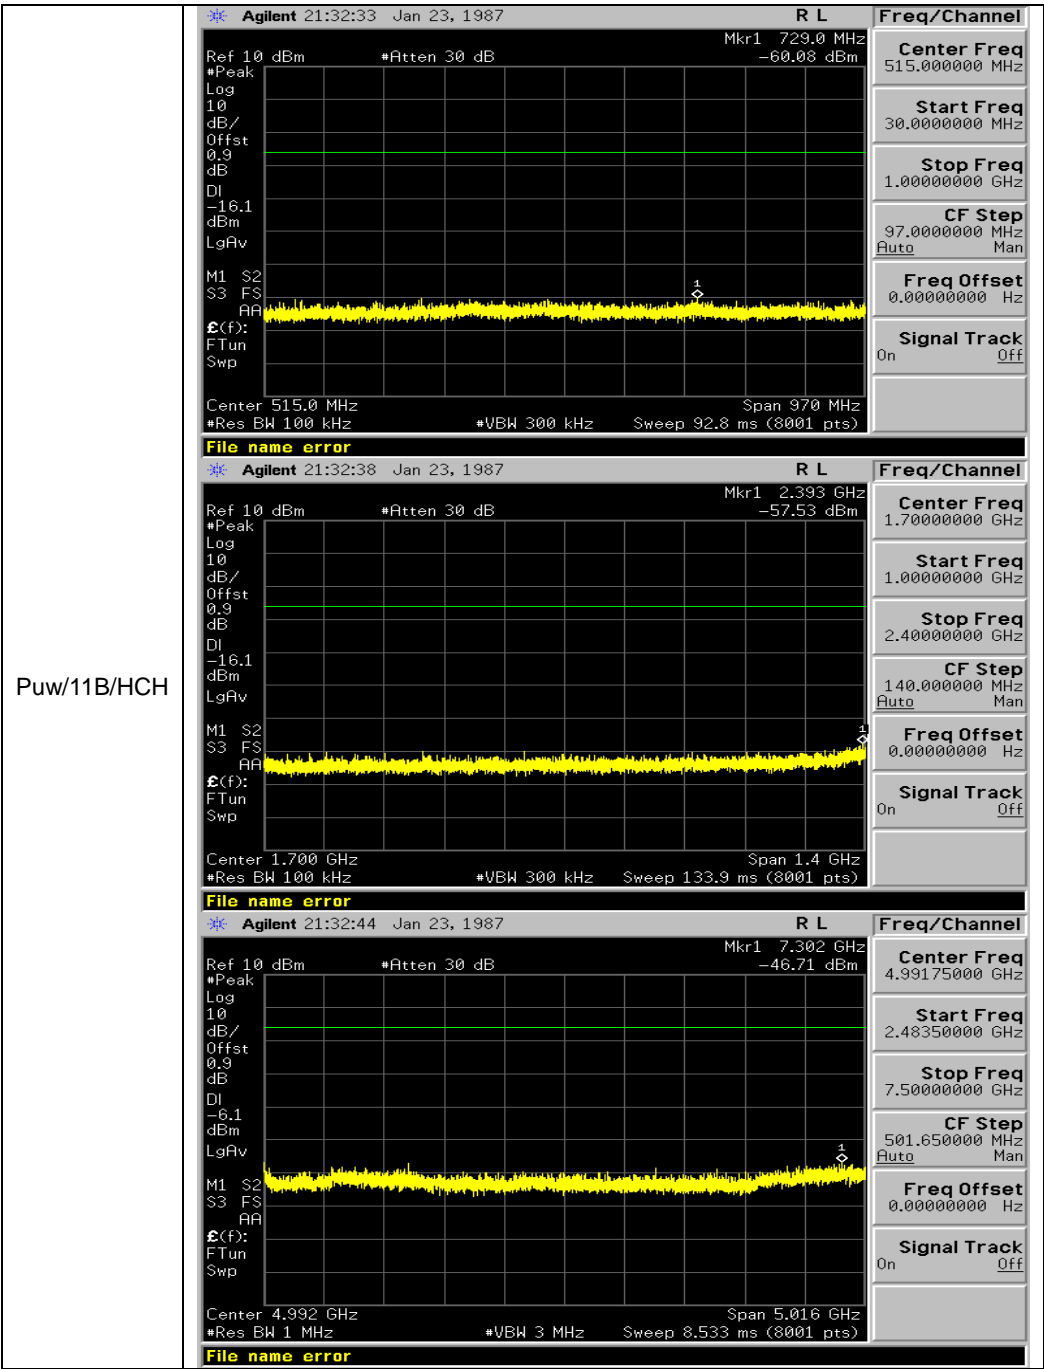 Puw/11B/HCH
Agilent 21:32:33 Jan 23, 1987 R L Freq/Channel
Mkr1 729.0 MHz
Ref 10 dBm #Atten 30 dB -60.08 dBm
#Peak
Log
10
dB/
Offst
0.9
dB
DI
-16.1
dBm
LgAv
M1 S2
S3 FS
AA
£(f):
FTun
Swp
1
Center 515.0 MHz Span 970 MHz
#Res BW 100 kHz #VBW 300 kHz Sweep 92.8 ms (8001 pts)
File name error
Center Freq
515.000000 MHz
Start Freq
30.0000000 MHz
Stop Freq
1.00000000 GHz
CF Step
97.0000000 MHz
Auto Man
Freq Offset
0.00000000 Hz
Signal Track
On Off
Agilent 21:32:38 Jan 23, 1987 R L Freq/Channel
Mkr1 2.393 GHz
Ref 10 dBm #Atten 30 dB -57.53 dBm
#Peak
Log
10
dB/
Offst
0.9
dB
DI
-16.1
dBm
LgAv
M1 S2
S3 FS
AA
£(f):
FTun
Swp
1
Center 1.700 GHz Span 1.4 GHz
#Res BW 100 kHz #VBW 300 kHz Sweep 133.9 ms (8001 pts)
File name error
Center Freq
1.70000000 GHz
Start Freq
1.00000000 GHz
Stop Freq
2.40000000 GHz
CF Step
140.000000 MHz
Auto Man
Freq Offset
0.00000000 Hz
Signal Track
On Off
Agilent 21:32:44 Jan 23, 1987 R L Freq/Channel
Mkr1 7.302 GHz
Ref 10 dBm #Atten 30 dB -46.71 dBm
#Peak
Log
10
dB/
Offst
0.9
dB
DI
-6.1
dBm
LgAv
M1 S2
S3 FS
AA
£(f):
FTun
Swp
1
Center 4.992 GHz Span 5.016 GHz
#Res BW 1 MHz #VBW 3 MHz Sweep 8.533 ms (8001 pts)
File name error
Center Freq
4.99175000 GHz
Start Freq
2.48350000 GHz
Stop Freq
7.50000000 GHz
CF Step
501.650000 MHz
Auto Man
Freq Offset
0.00000000 Hz
Signal Track
On Off